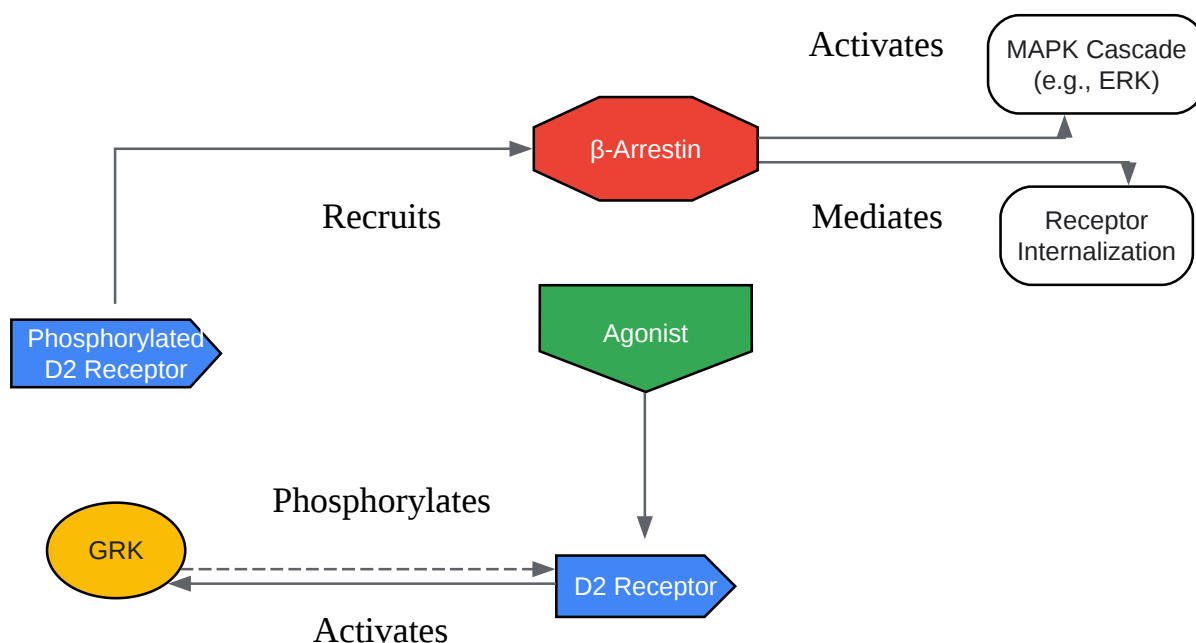 Activates
MAPK Cascade
(e.g., ERK)
β-Arrestin
Recruits
Mediates
Receptor
Internalization
Agonist
Phosphorylated
D2 Receptor
Phosphorylates
GRK
D2 Receptor
Activates